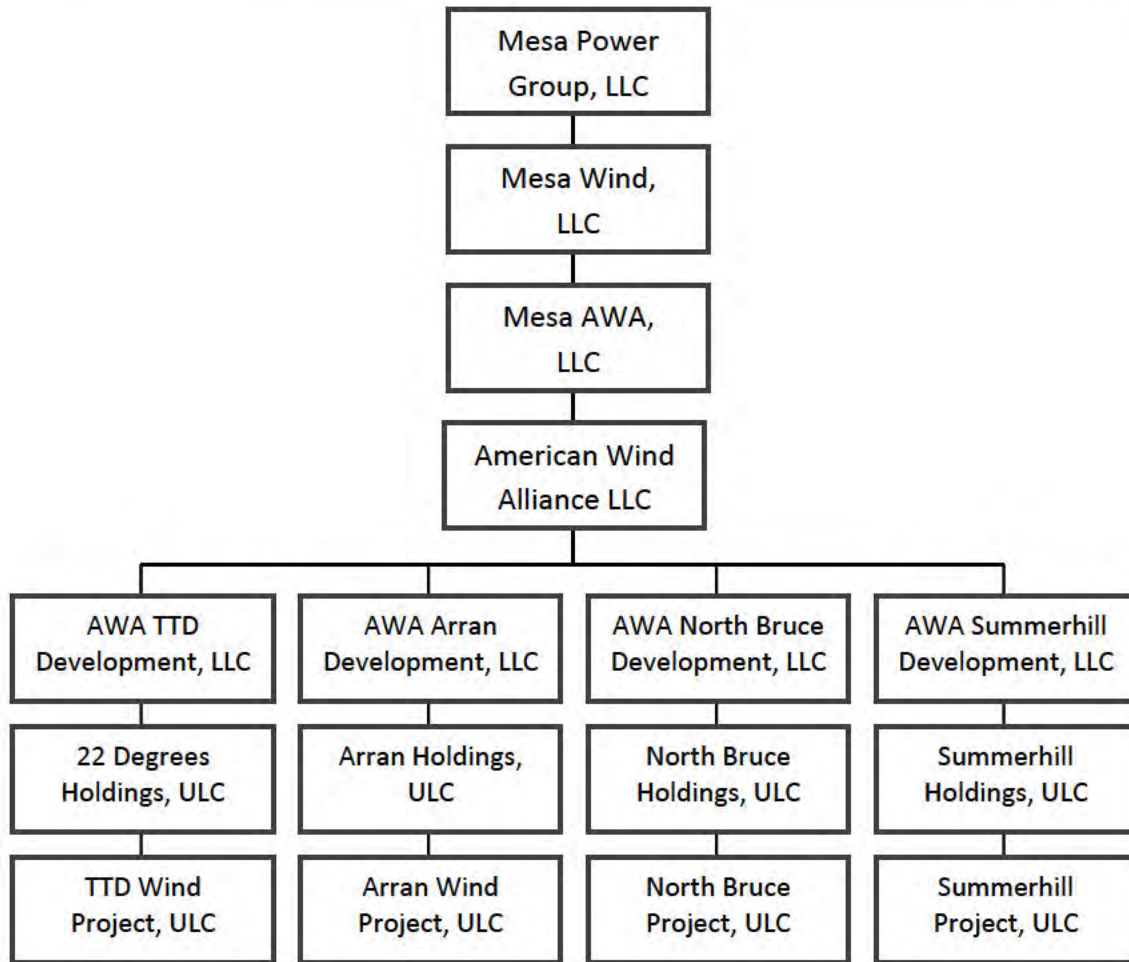 Mesa Power
Group, LLC
Mesa Wind,
LLC
Mesa AWA,
LLC
American Wind
Alliance LLC
AWA TTD
Development, LLC
AWA Arran
Development, LLC
AWA North Bruce
Development, LLC
AWA Summerhill
Development, LLC
22 Degrees
Holdings, ULC
Arran Holdings,
ULC
North Bruce
Holdings, ULC
Summerhill
Holdings, ULC
TTD Wind
Project, ULC
Arran Wind
Project, ULC
North Bruce
Project, ULC
Summerhill
Project, ULC